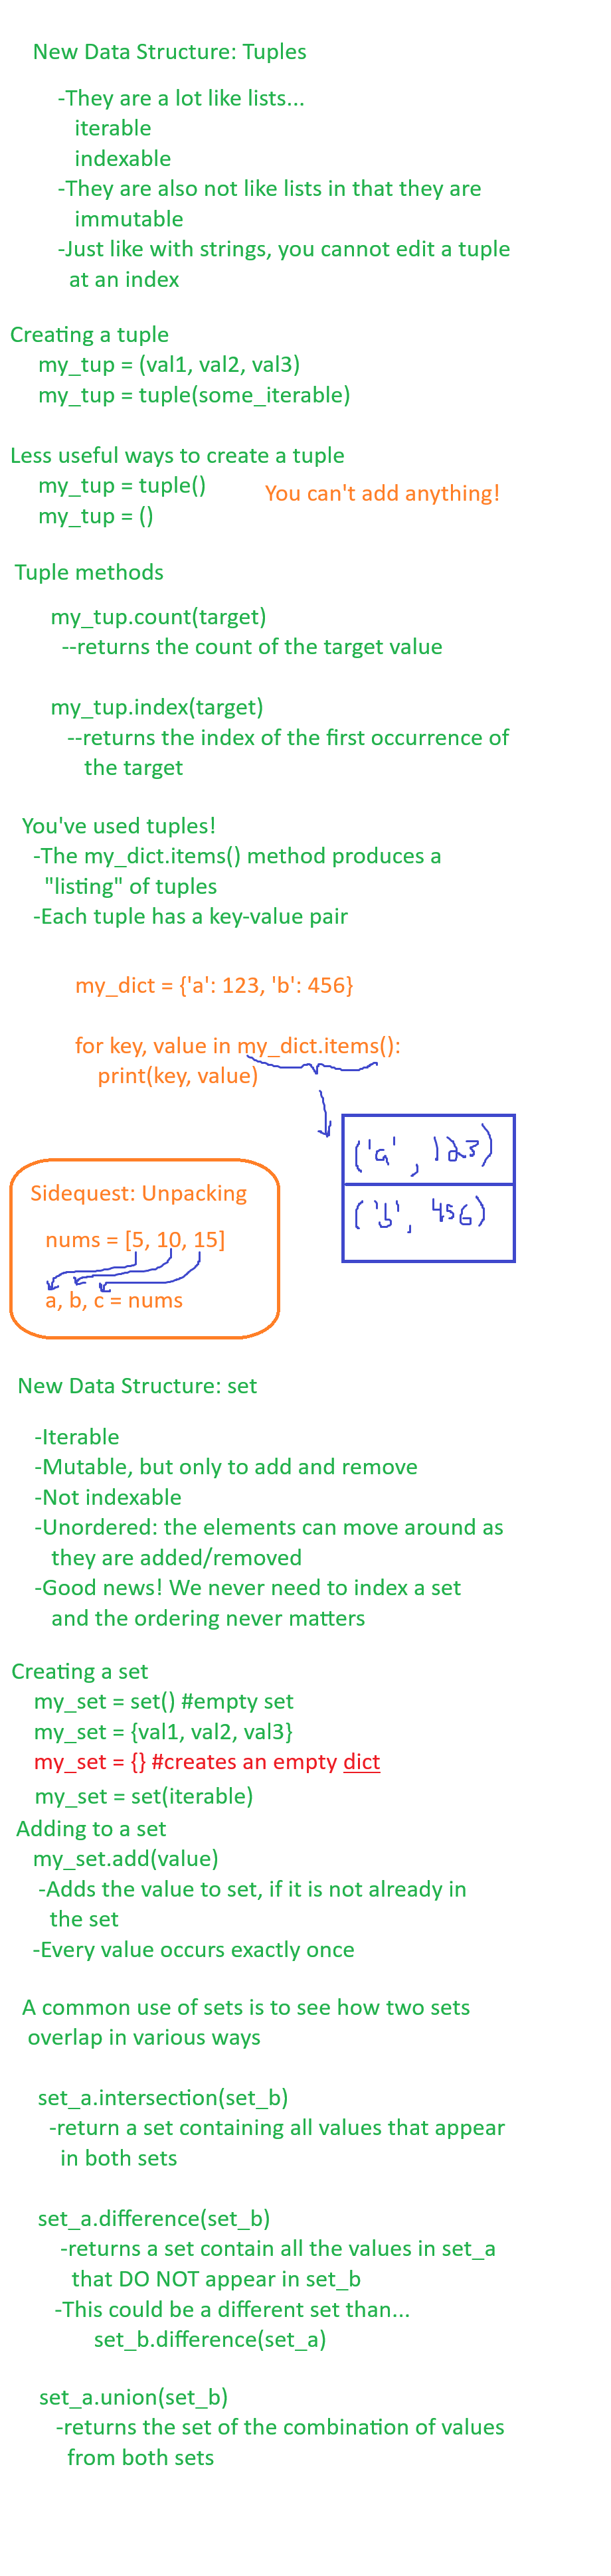 New Data Structure: Tuples
-They are a lot like lists...
iterable
indexable
-They are also not like lists in that they are
immutable
-Just like with strings, you cannot edit a tuple
at an index
Creating a tuple
my_tup = (val1, val2, val3)
my_tup = tuple(some_iterable)
Less useful ways to create a tuple
my_tup = tuple()
You can't add anything!
my_tup = ()
Tuple methods
my_tup.count(target)
--returns the count of the target value
my_tup.index(target)
--returns the index of the first occurrence of
the target
You've used tuples!
-The my_dict.items() method produces a
"listing" of tuples
-Each tuple has a key-value pair
my_dict = {'a': 123, 'b': 456}
for key, value in my_dict.items():
print(key, value)
('a', 123)
('b', 456)
Sidequest: Unpacking
nums = [5, 10, 15]
a, b, c = nums
New Data Structure: set
-Iterable
-Mutable, but only to add and remove
-Not indexable
-Unordered: the elements can move around as
they are added/removed
-Good news! We never need to index a set
and the ordering never matters
Creating a set
my_set = set() #empty set
my_set = {val1, val2, val3}
my_set = {} #creates an empty dict
my_set = set(iterable)
Adding to a set
my_set.add(value)
-Adds the value to set, if it is not already in
the set
-Every value occurs exactly once
A common use of sets is to see how two sets
overlap in various ways
set_a.intersection(set_b)
-return a set containing all values that appear
in both sets
set_a.difference(set_b)
-returns a set contain all the values in set_a
that DO NOT appear in set_b
-This could be a different set than...
set_b.difference(set_a)
set_a.union(set_b)
-returns the set of the combination of values
from both sets